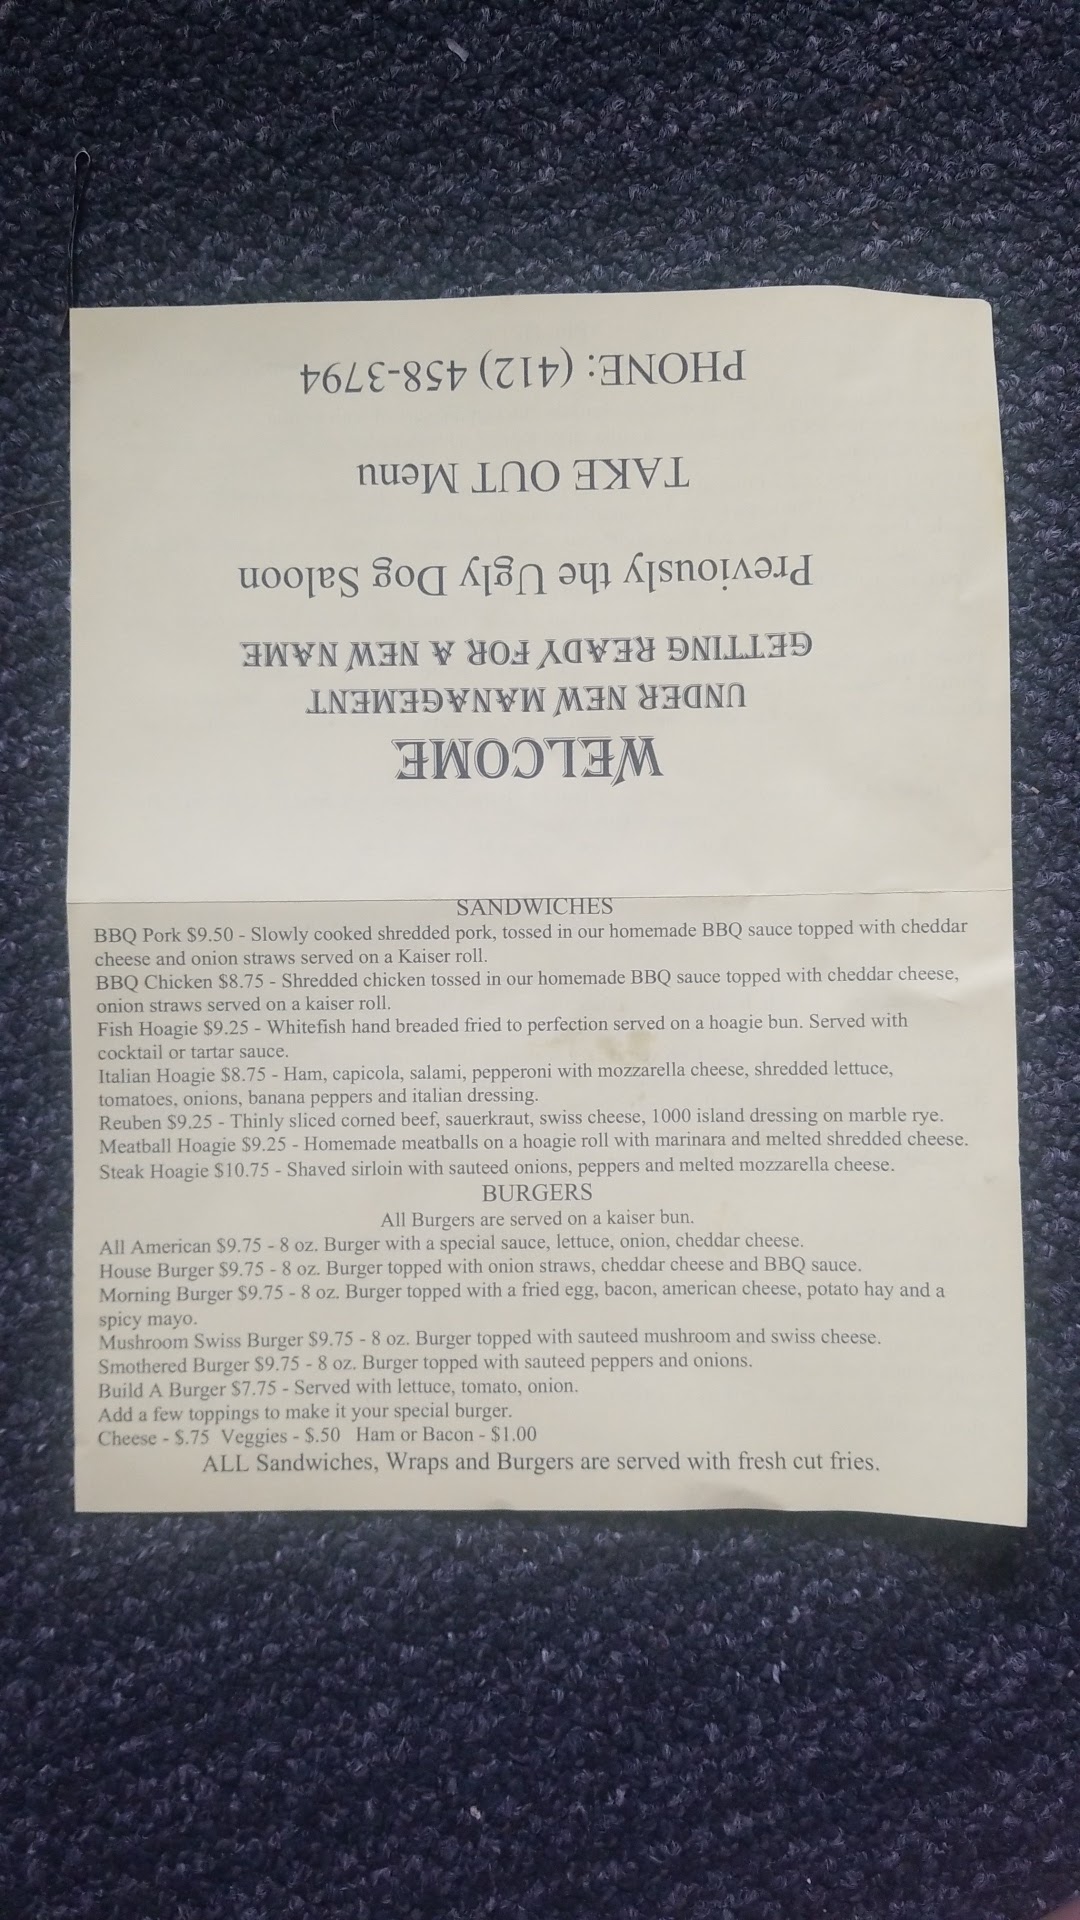 WELCOME
UNDER NEW MANAGEMENT
GETTING READY FOR A NEW NAME
Previously the Ugly Dog Saloon
TAKE OUT Menu
PHONE: (412) 458-3794
SANDWICHES
BBQ Pork $9.50 - Slowly cooked shredded pork, tossed in our homemade BBQ sauce topped with cheddar
cheese and onion straws served on a Kaiser roll.
BBQ Chicken $8.75 - Shredded chicken tossed in our homemade BBQ sauce topped with cheddar cheese,
onion straws served on a kaiser roll.
Fish Hoagie $9.25 - Whitefish hand breaded fried to perfection served on a hoagie bun. Served with
cocktail or tartar sauce.
Italian Hoagie $8.75 - Ham, capicola, salami, pepperoni with mozzarella cheese, shredded lettuce,
tomatoes, onions, banana peppers and italian dressing.
Reuben $9.25 - Thinly sliced corned beef, sauerkraut, swiss cheese, 1000 island dressing on marble rye.
Meatball Hoagie $9.25 - Homemade meatballs on a hoagie roll with marinara and melted shredded cheese.
Steak Hoagie $10.75 - Shaved sirloin with sauteed onions, peppers and melted mozzarella cheese.
BURGERS
All Burgers are served on a kaiser bun.
All American $9.75 - 8 oz. Burger with a special sauce, lettuce, onion, cheddar cheese.
House Burger $9.75 - 8 oz. Burger topped with onion straws, cheddar cheese and BBQ sauce.
Morning Burger $9.75 - 8 oz. Burger topped with a fried egg, bacon, american cheese, potato hay and a
spicy mayo.
Mushroom Swiss Burger $9.75 - 8 oz. Burger topped with sauteed mushroom and swiss cheese.
Smothered Burger $9.75 - 8 oz. Burger topped with sauteed peppers and onions.
Build A Burger $7.75 - Served with lettuce, tomato, onion.
Add a few toppings to make it your special burger.
Cheese - $.75 Veggies - $.50 Ham or Bacon - $1.00
ALL Sandwiches, Wraps and Burgers are served with fresh cut fries.